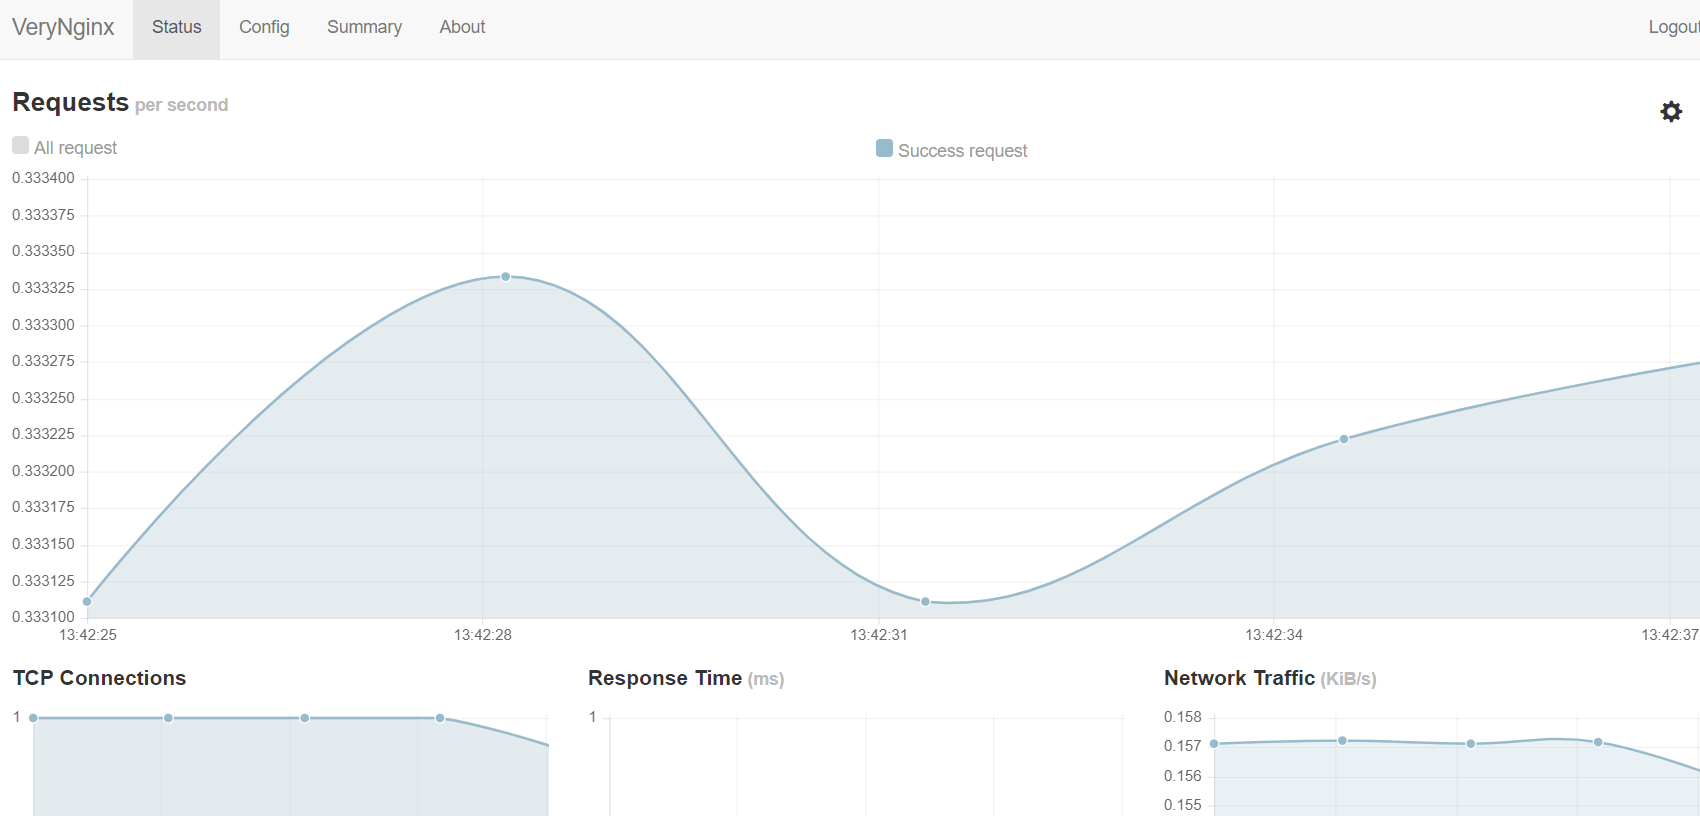 VeryNginx Status Config Summary About Logout
Requests per second
All request Success request
0.333400
0.333375
0.333350
0.333325
0.333300
0.333275
0.333250
0.333225
0.333200
0.333175
0.333150
0.333125
0.333100
13:42:25 13:42:28 13:42:31 13:42:34 13:42:37
TCP Connections Response Time (ms) Network Traffic (KiB/s)
1 1 0.158
0.157
0.156
0.155